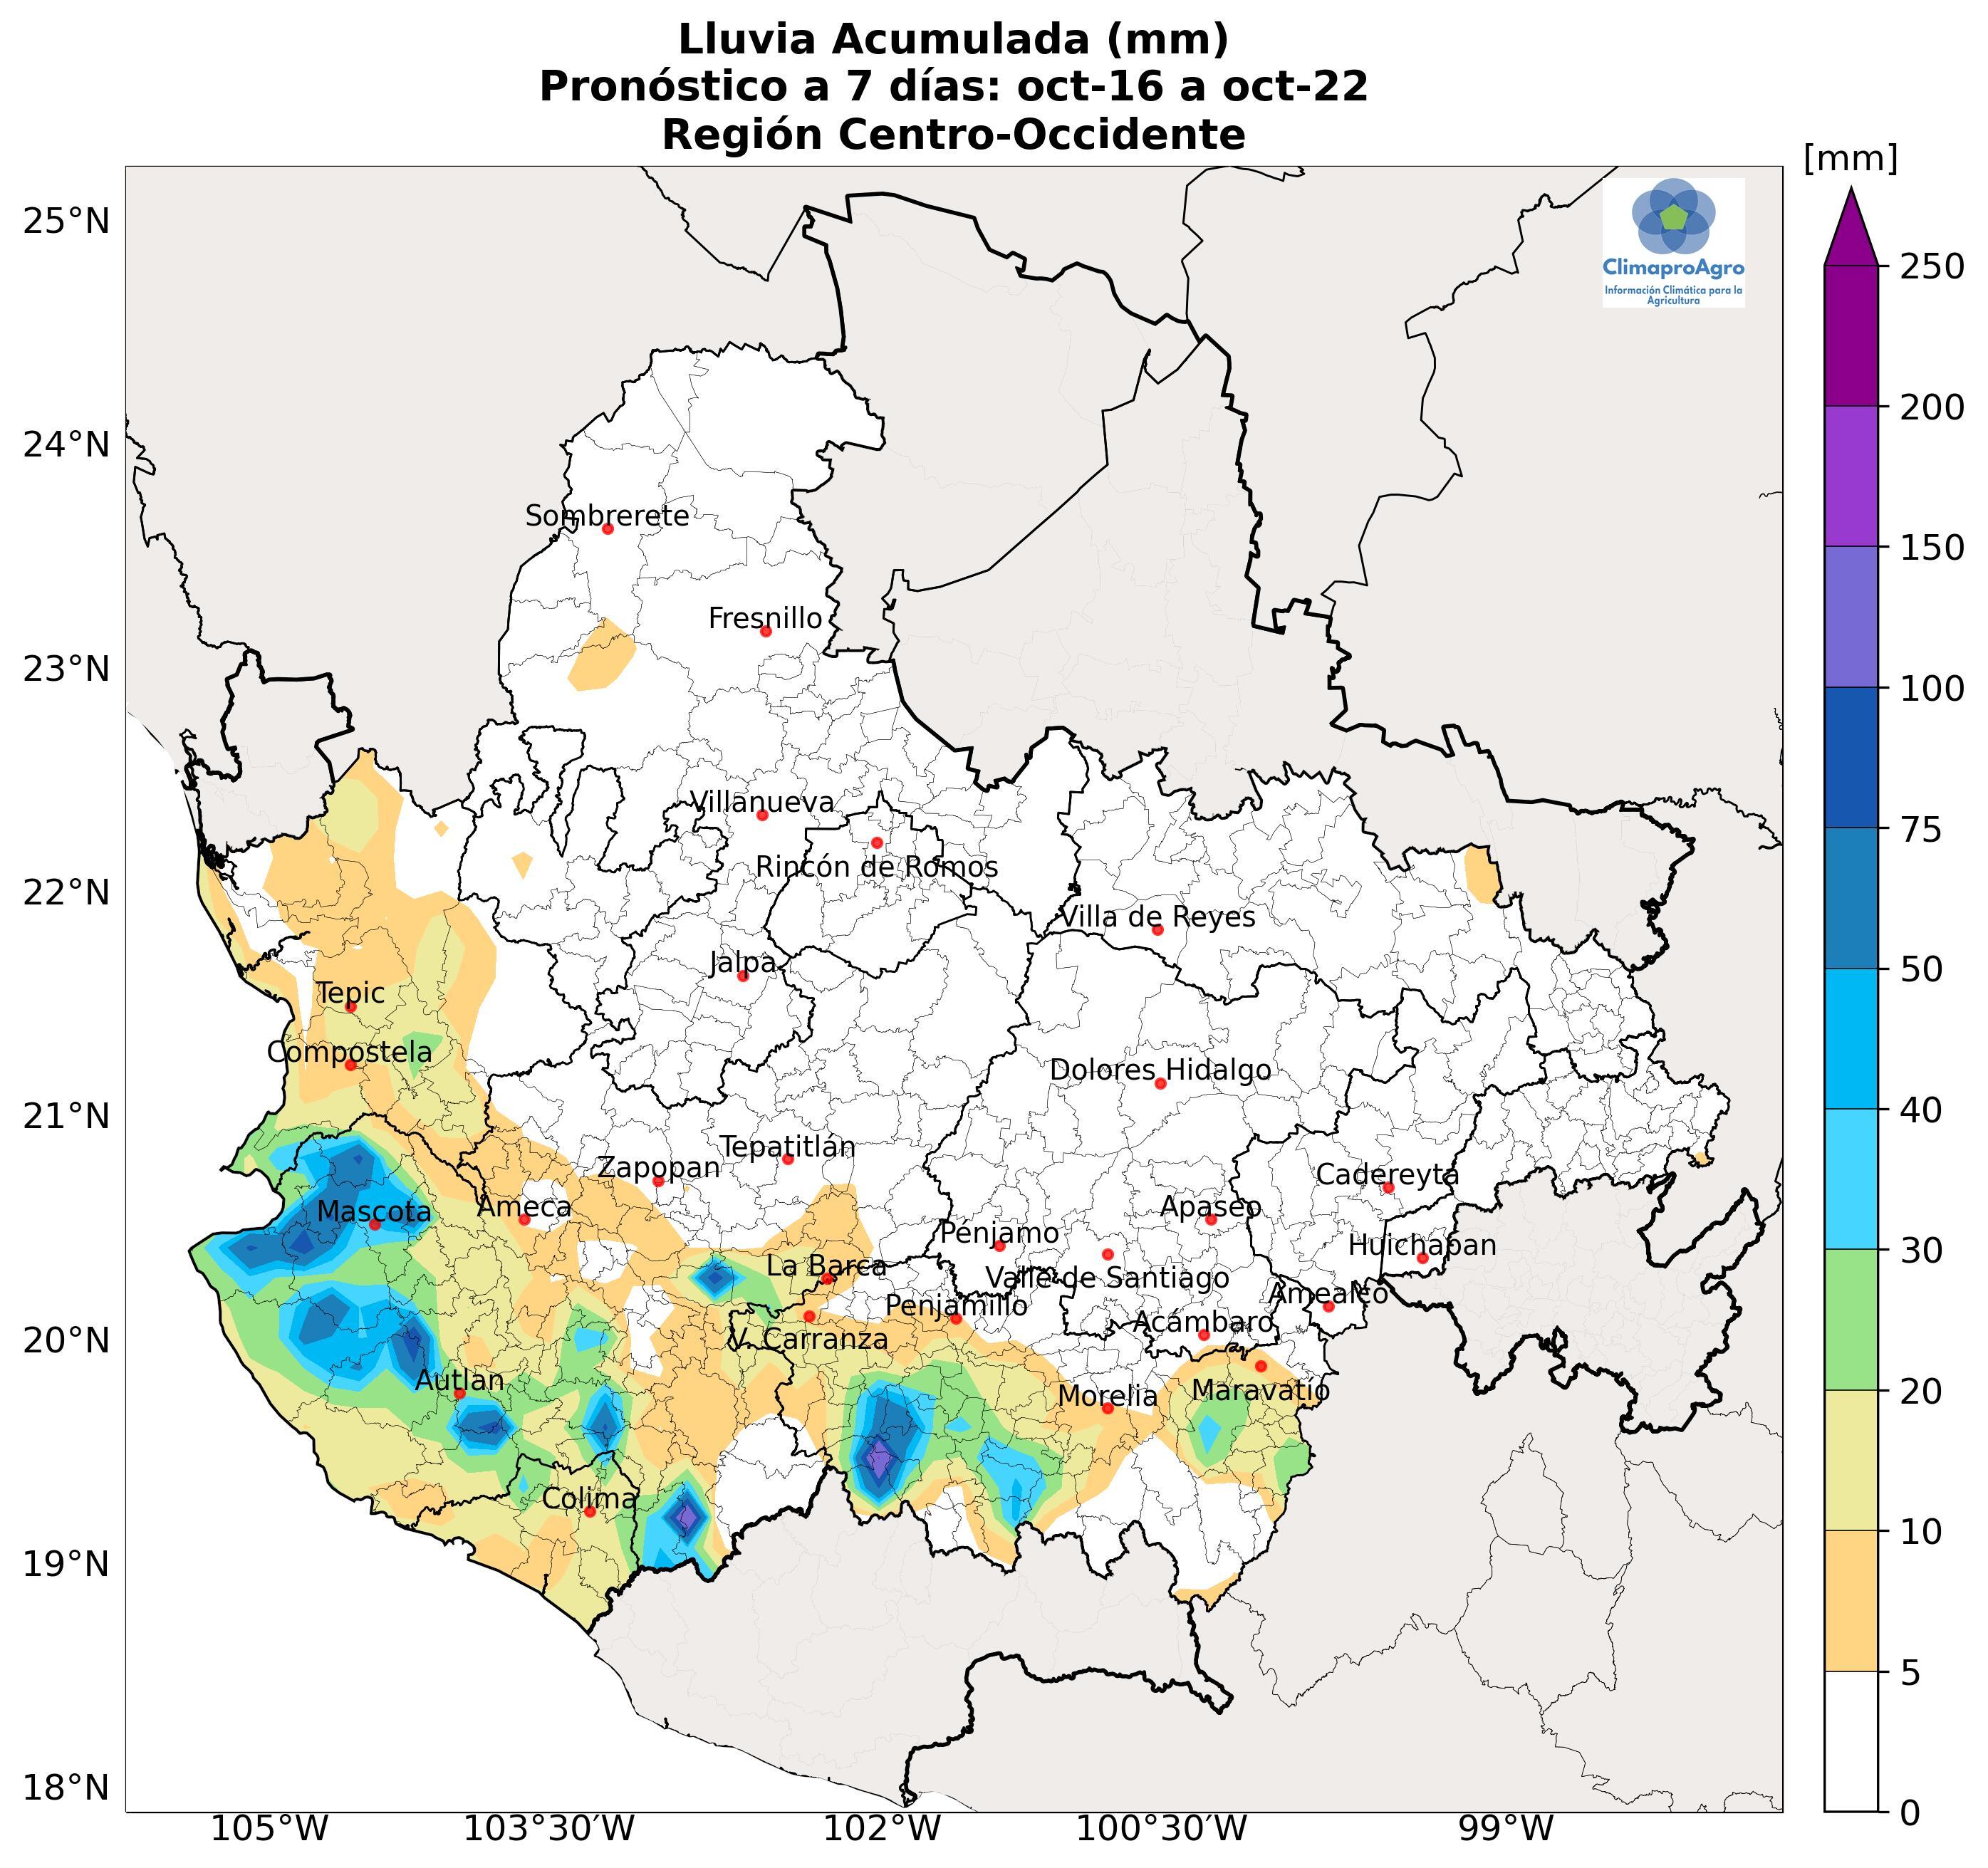 Lluvia Acumulada (mm)
Pronóstico a 7 días: oct-16 a oct-22
Región Centro-Occidente
[mm]
25°N
ClimaproAgro
Información Climática para la
Agricultura
250
200
24°N
Sombrerete
150
Fresnillo
23°N
100
Villanueva
75
Rincón de Romos
22°N
Villa de Reyes
Jalpa
50
Tepic
Compostela
Dolores Hidalgo
21°N
40
Tepatitlán
Zapopan
Cadereyta
Mascota
Ameca
Apaseo
Pénjamo
Huichapan
La Barca
30
Valle de Santiago
Amealco
Penjamillo
Acámbaro
20°N
V. Carranza
Autlan
Morelia
Maravatio
20
Colima
10
19°N
5
18°N
0
105°W
103°30'W
102°W
100°30'W
99°W